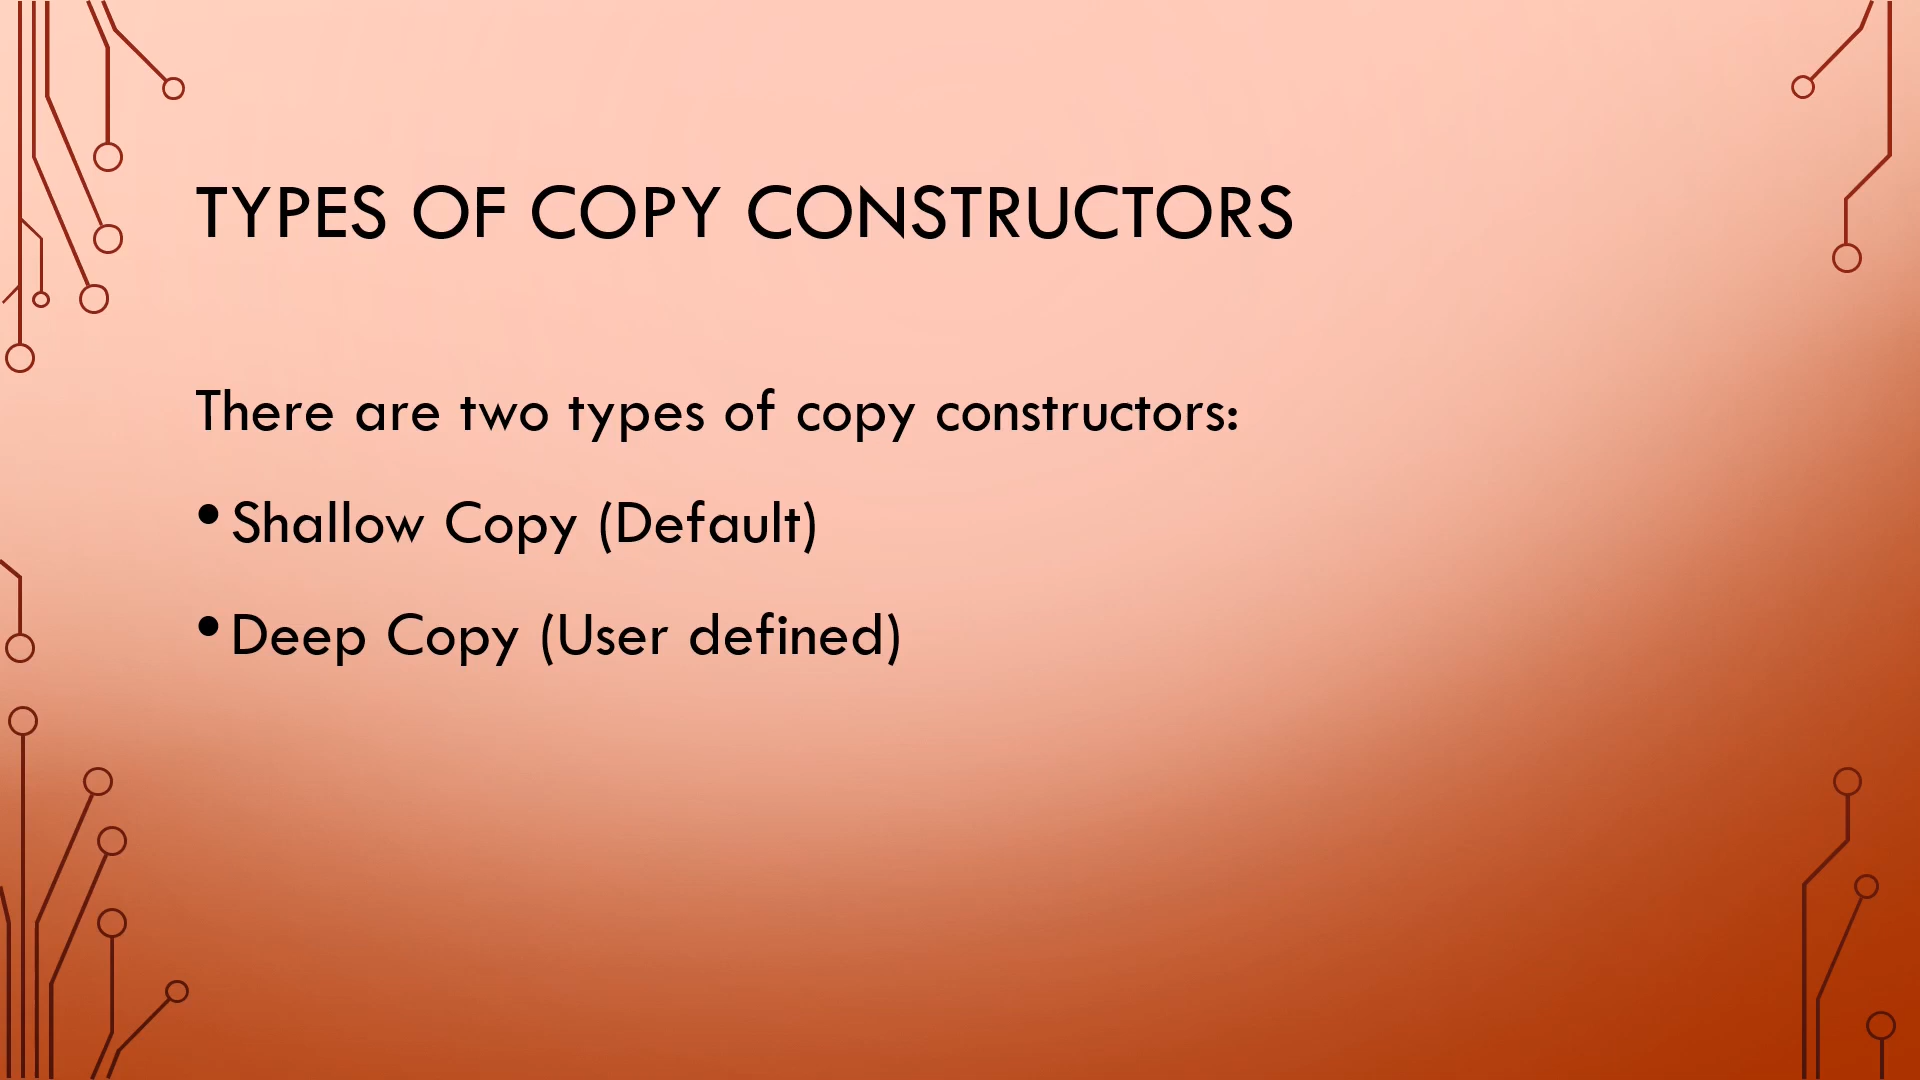 TYPES OF COPY CONSTRUCTORS
There are two types of copy constructors:
• Shallow Copy (Default)
• Deep Copy (User defined)